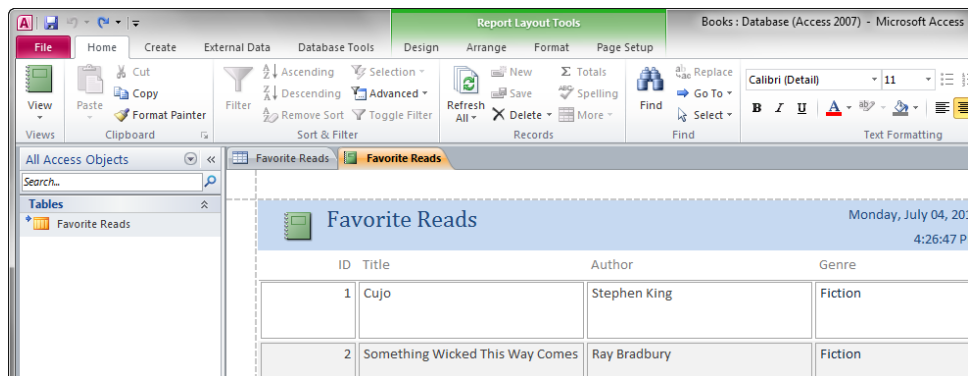 Report Layout Tools
Books : Database (Access 2007) - Microsoft Access
File Home Create External Data Database Tools Design Arrange Format Page Setup
View
Views
Paste
Cut
Copy
Format Painter
Clipboard
Filter
Ascending
Descending
Remove Sort
Selection
Advanced
Toggle Filter
Sort & Filter
Refresh
All
New
Save
Delete
Totals
Spelling
More
Records
Find
Replace
Go To
Select
Find
Calibri (Detail) 11
B I U A ab
Text Formatting
All Access Objects
Search...
Tables
Favorite Reads
Favorite Reads Favorite Reads
Favorite Reads
Monday, July 04, 201
4:26:47 P
ID Title Author Genre
1 Cujo Stephen King Fiction
2 Something Wicked This Way Comes Ray Bradbury Fiction